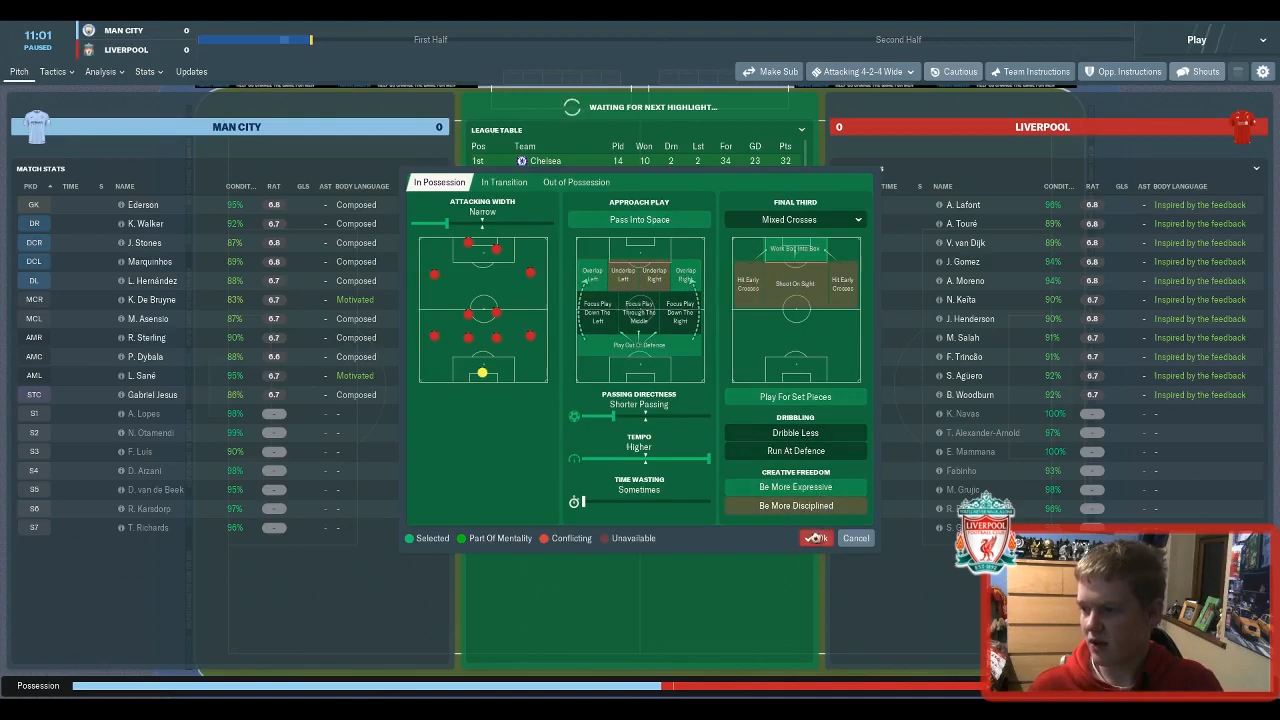 11:01
PAUSED
MAN CITY 0
LIVERPOOL 0
First Half
Second Half
Play
Pitch Tactics Analysis Stats Updates
Make Sub Attacking 4-2-4 Wide Cautious Team Instructions Opp. Instructions Shouts
WAITING FOR NEXT HIGHLIGHT...
MAN CITY 0
0 LIVERPOOL
LEAGUE TABLE
Pos Team Pld Won Drn Lst For GD Pts
1st Chelsea 14 10 2 2 34 23 32
MATCH STATS
PKD TIME S NAME CONDIT... RAT GLS AST BODY LANGUAGE
GK Ederson 95% 6.8 - Composed
DR K. Walker 92% 6.7 - Composed
DCR J. Stones 87% 6.8 - Composed
DCL Marquinhos 89% 6.8 - Composed
DL L. Hernández 88% 6.7 - Composed
MCR K. De Bruyne 83% 6.7 - Motivated
MCL M. Asensio 87% 6.7 - Composed
AMR R. Sterling 90% 6.7 - Composed
AMC P. Dybala 88% 6.6 - Composed
AML L. Sané 95% 6.7 - Motivated
STC Gabriel Jesus 86% 6.7 - Composed
S1 A. Lopes 98% - - -
S2 N. Otamendi 99% - - -
S3 F. Luís 90% - - -
S4 D. Arzani 98% - - -
S5 D. van de Beek 95% - - -
S6 R. Karsdorp 97% - - -
S7 T. Richards 96% - - -
In Possession In Transition Out of Possession
ATTACKING WIDTH
Narrow
APPROACH PLAY
Pass Into Space
Overlap Left
Underlap Left
Underlap Right
Overlap Right
Focus Play Down The Left
Focus Play Through The Middle
Focus Play Down The Right
Play Out Of Defence
PASSING DIRECTNESS
Shorter Passing
TEMPO
Higher
TIME WASTING
Sometimes
FINAL THIRD
Mixed Crosses
Work Ball Into Box
Hit Early Crosses
Shoot On Sight
Hit Early Crosses
Play For Set Pieces
DRIBBLING
Dribble Less
Run At Defence
CREATIVE FREEDOM
Be More Expressive
Be More Disciplined
Selected Part Of Mentality Conflicting Unavailable
Cancel
TIME S NAME CONDIT... RAT GLS AST BODY LANGUAGE
A. Lafont 96% 6.8 - Inspired by the feedback
A. Touré 89% 6.8 - Inspired by the feedback
V. van Dijk 89% 6.8 - Inspired by the feedback
J. Gomez 94% 6.8 - Inspired by the feedback
A. Moreno 94% 6.8 - Inspired by the feedback
N. Keïta 90% 6.7 - Inspired by the feedback
J. Henderson 90% 6.8 - Inspired by the feedback
M. Salah 91% 6.7 - Inspired by the feedback
F. Trincão 91% 6.7 - Inspired by the feedback
S. Agüero 92% 6.7 - Inspired by the feedback
B. Woodburn 92% 6.7 - Inspired by the feedback
K. Navas 100% - - -
T. Alexander-Arnold 97% - - -
E. Mammana 100% - - -
Fabinho 93% - - -
M. Grujic 98% - - -
LIVERPOOL
FOOTBALL CLUB
EST·1892
Possession